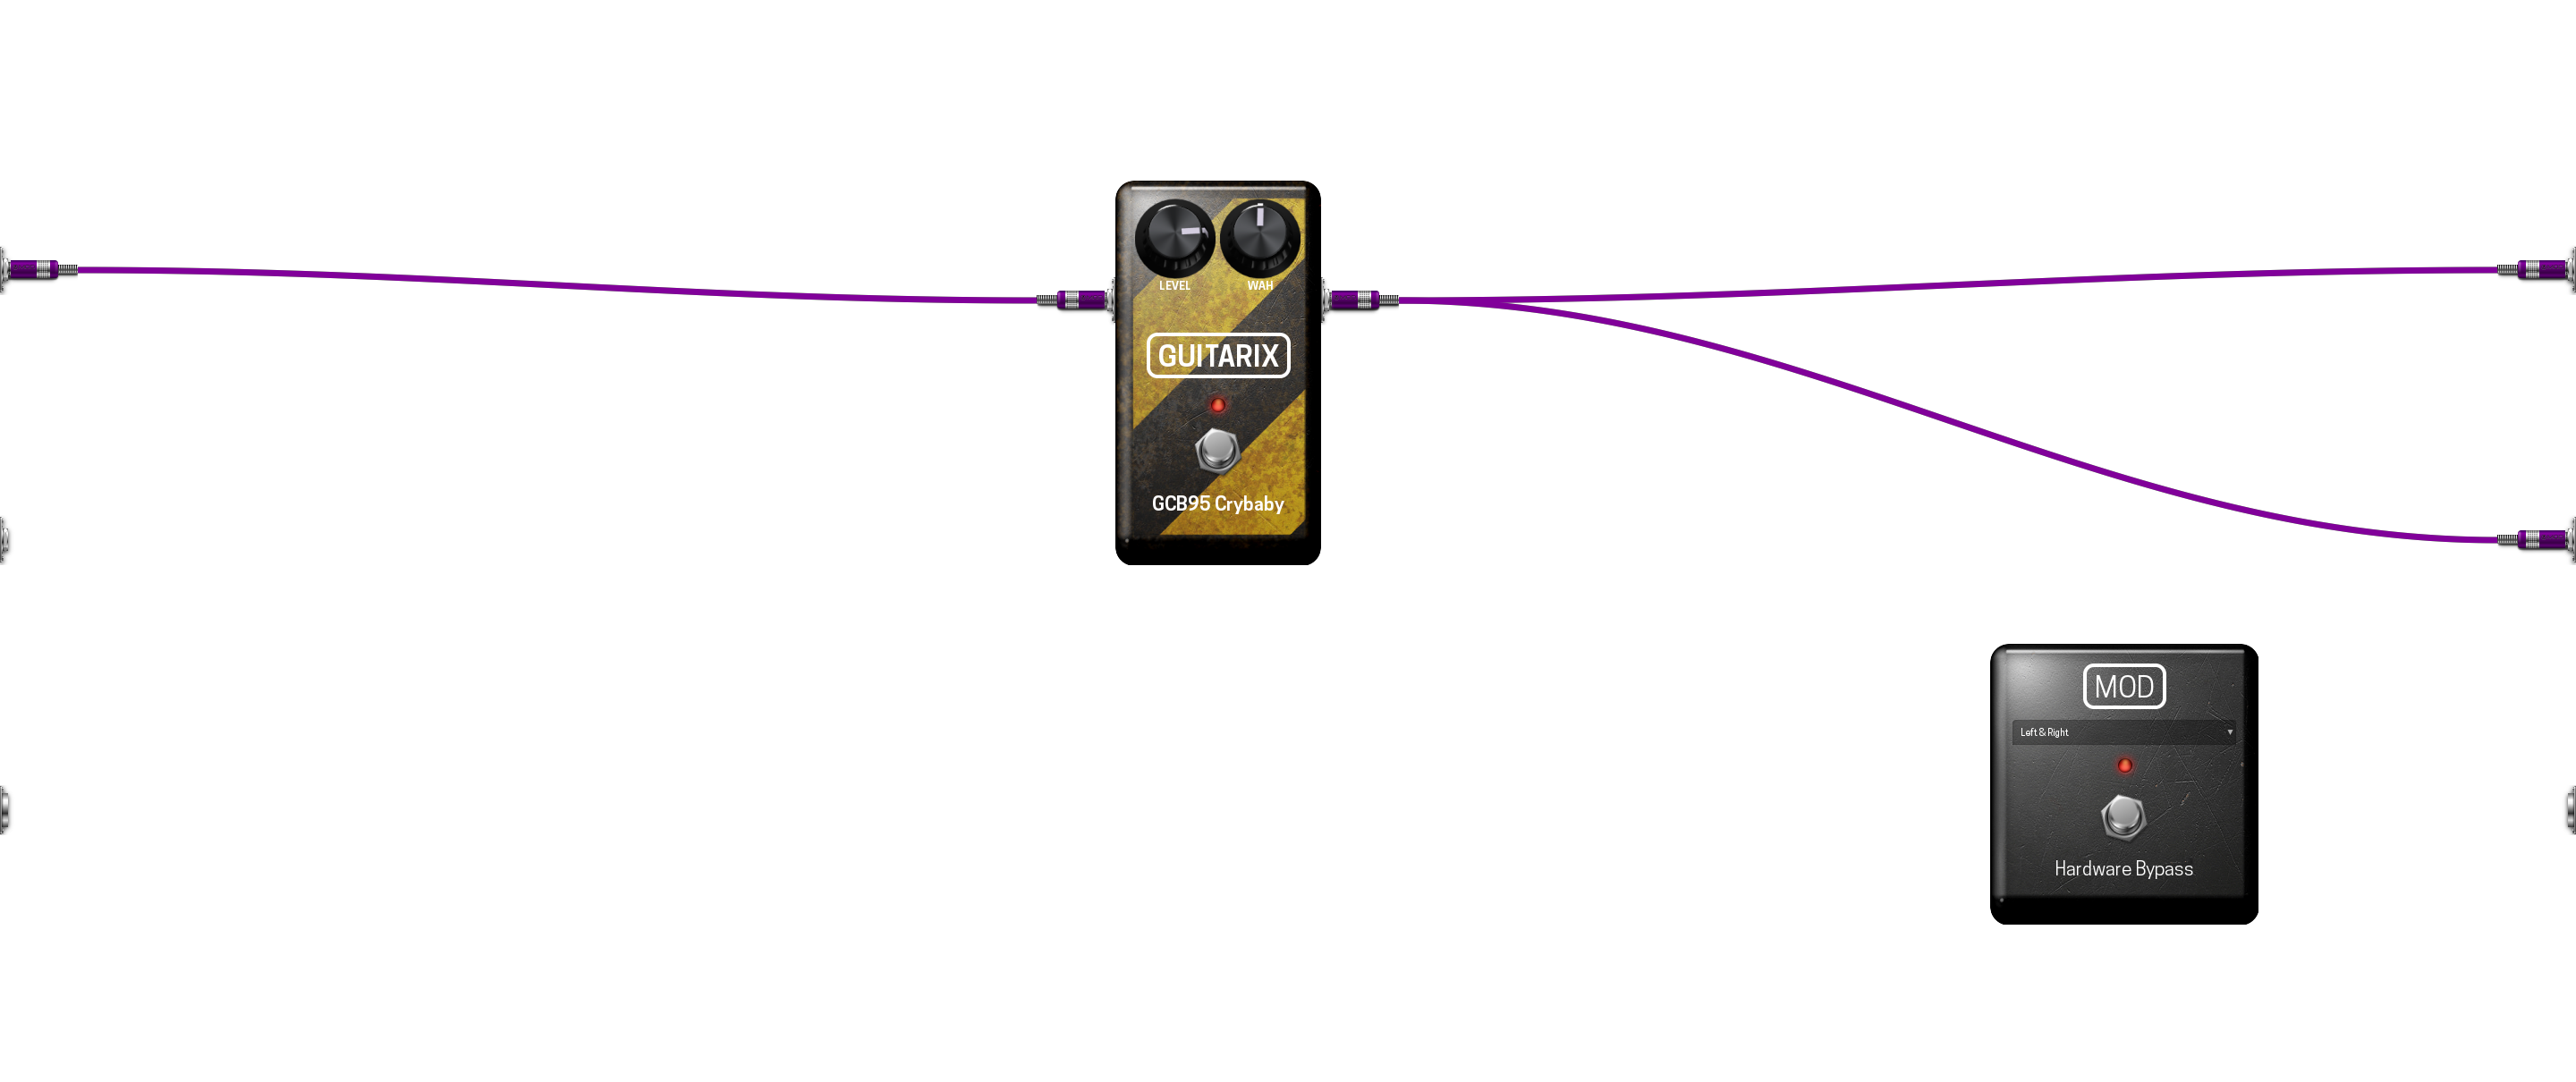 LEVEL WAH
GUITARIX
GCB95 Crybaby
MOD
Left & Right
Hardware Bypass